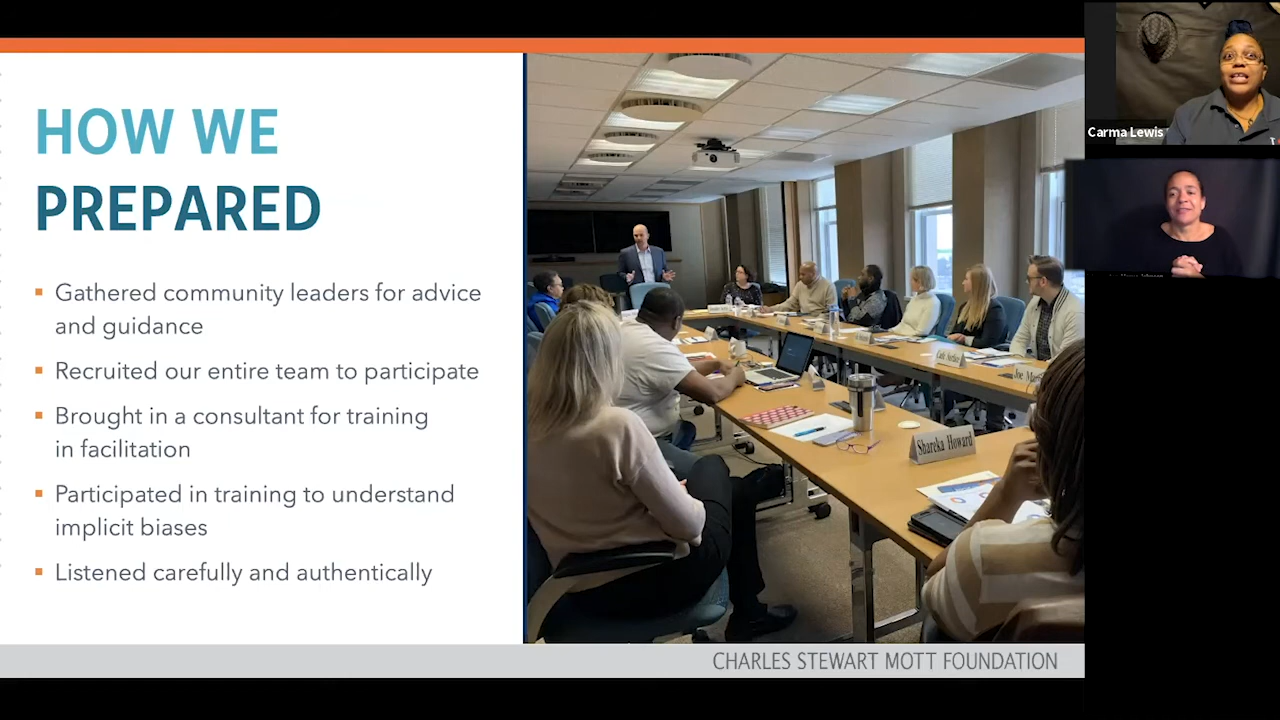 HOW WE
PREPARED
Gathered community leaders for advice
and guidance
Recruited our entire team to participate
Brought in a consultant for training
in facilitation
Participated in training to understand
implicit biases
Listened carefully and authentically
Shareka Howard
Joe
CHARLES STEWART MOTT FOUNDATION
Carma Lewis